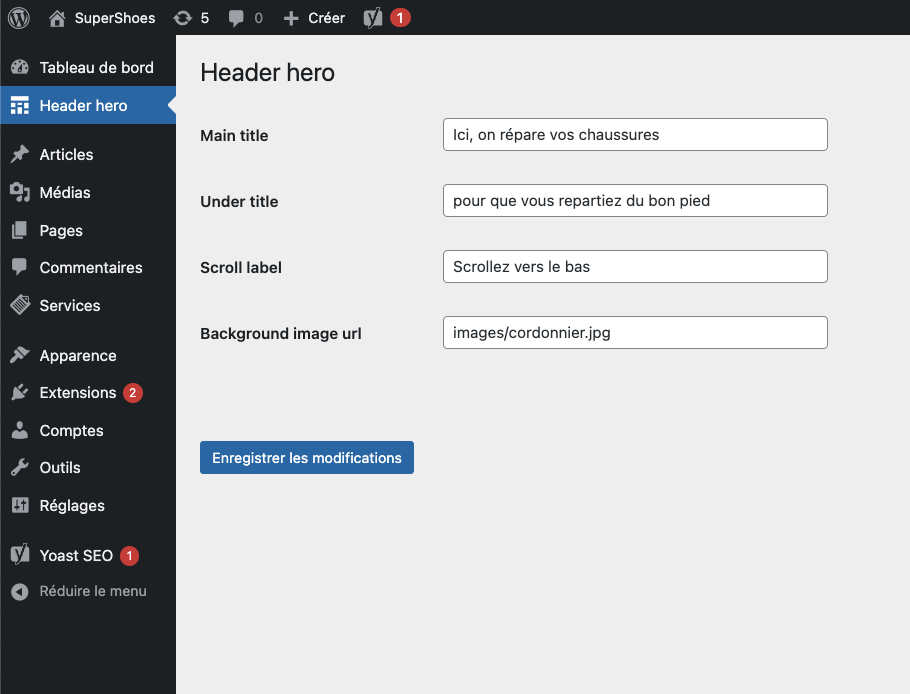 SuperShoes 5 0 Créer 1
Tableau de bord
Header hero
Articles
Médias
Pages
Commentaires
Services
Apparence
Extensions 2
Comptes
Outils
Réglages
Yoast SEO 1
Réduire le menu
Header hero
Main title
Ici, on répare vos chaussures
Under title
pour que vous repartiez du bon pied
Scroll label
Scrollez vers le bas
Background image url
images/cordonnier.jpg
Enregistrer les modifications